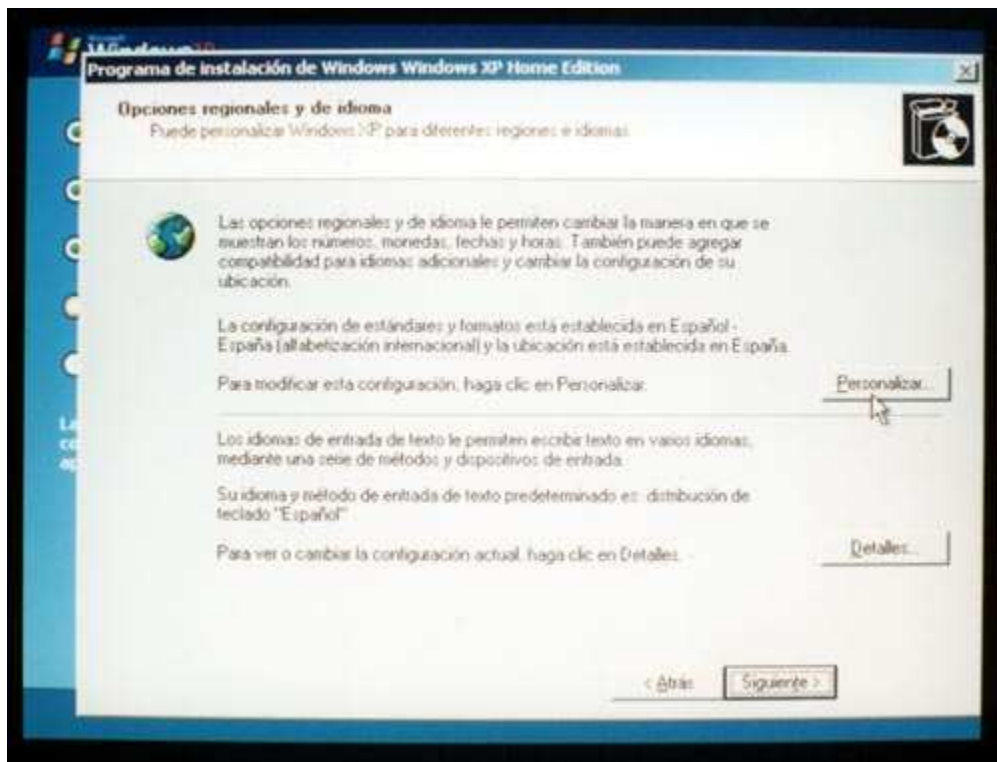 Microsoft
Windows XP
Programa de instalación de Windows Windows XP Home Edition
Opciones regionales y de idioma
Puede personalizar Windows XP para diferentes regiones e idiomas.
Las opciones regionales y de idioma le permiten cambiar la manera en que se
muestran los números, monedas, fechas y horas. También puede agregar
compatibilidad para idiomas adicionales y cambiar la configuración de su
ubicación.
La configuración de estándares y formatos está establecida en Español -
España (alfabetización internacional) y la ubicación está establecida en España.
Para modificar esta configuración, haga clic en Personalizar.
Personalizar...
Los idiomas de entrada de texto le permiten escribir texto en varios idiomas,
mediante una serie de métodos y dispositivos de entrada.
Su idioma y método de entrada de texto predeterminado es: distribución de
teclado "Español"
Para ver o cambiar la configuración actual, haga clic en Detalles.
Detalles...
< Atrás
Siguiente >